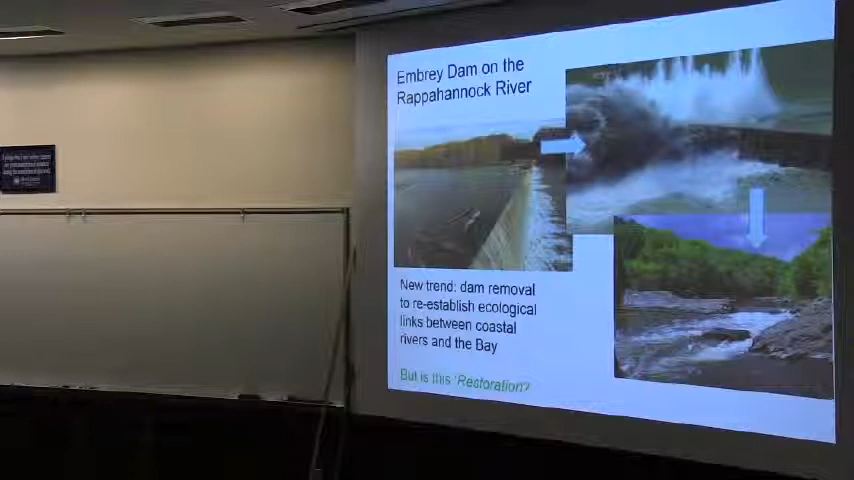 Embrey Dam on the
Rappahannock River
New trend: dam removal
to re-establish ecological
links between coastal
rivers and the Bay
But is this 'Restoration?